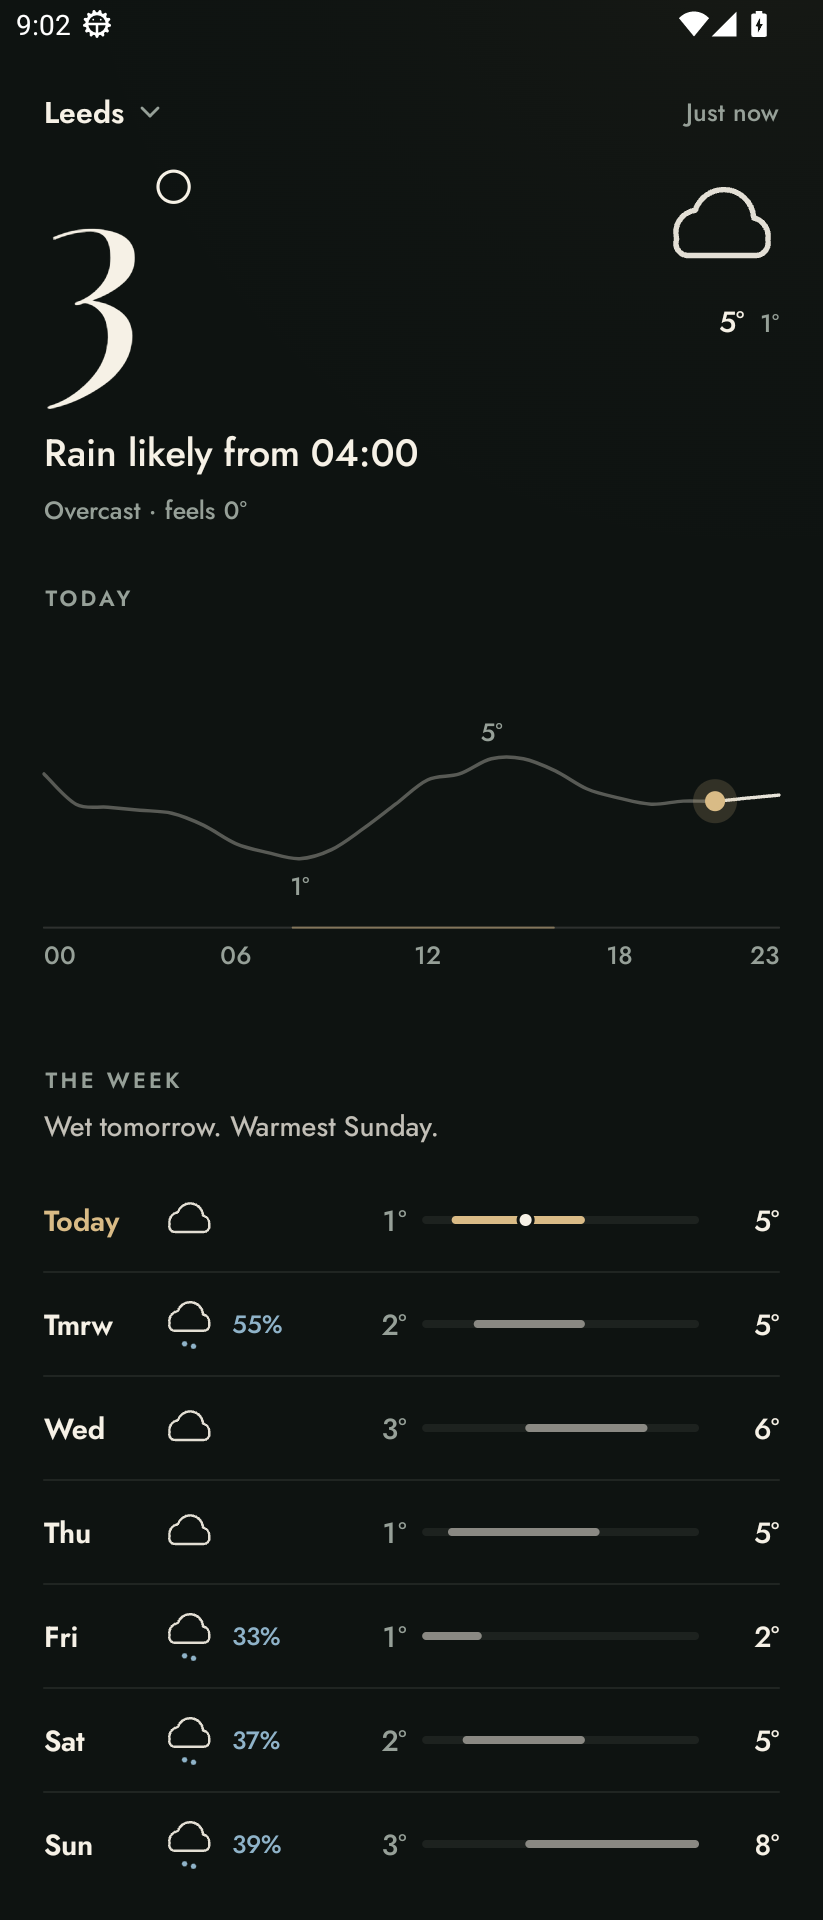 9:02
Leeds
Just now
3°
5° 1°
Rain likely from 04:00
Overcast · feels 0°
TODAY
5°
1°
00 06 12 18 23
THE WEEK
Wet tomorrow. Warmest Sunday.
Today 1° 5°
Tmrw 55% 2° 5°
Wed 3° 6°
Thu 1° 5°
Fri 33% 1° 2°
Sat 37% 2° 5°
Sun 39% 3° 8°